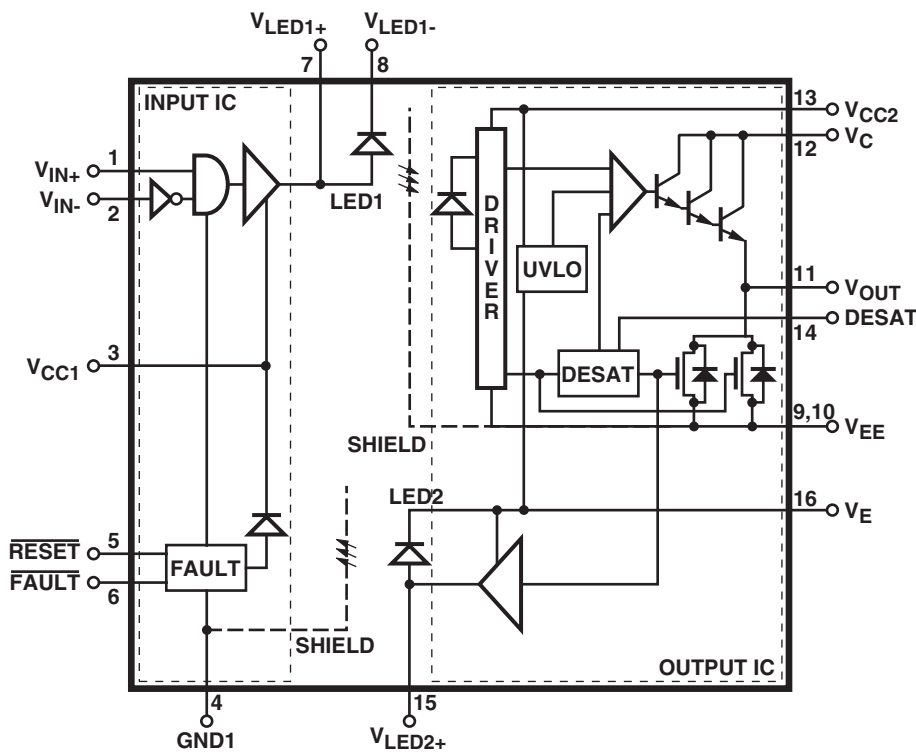 VLED1+
VLED1-
7
8
INPUT IC
13
VCC2
VC
12
1
VIN+
VIN-
2
LED1
D
R
I
V
E
R
UVLO
11
VOUT
DESAT
14
3
VCC1
DESAT
9,10
VEE
SHIELD
LED2
16
VE
5
RESET
FAULT
FAULT
6
SHIELD
OUTPUT IC
4
15
GND1
VLED2+